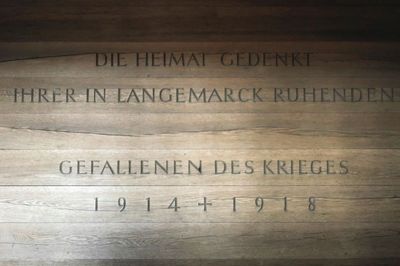 DIE HEIMAT GEDENKT
IHRER IN LANGEMARCK RUHENDEN
GEFALLENEN DES KRIEGES
1914 + 1918